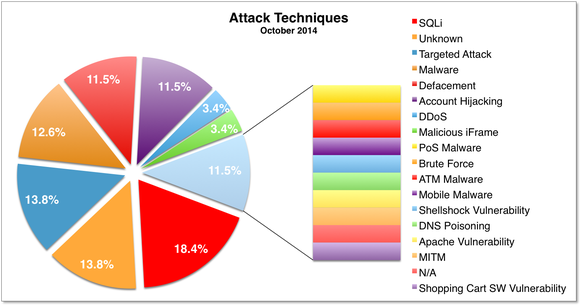 Attack Techniques
October 2014
11.5%
11.5%
3.4%
3.4%
12.6%
11.5%
13.8%
13.8%
18.4%
SQLi
Unknown
Targeted Attack
Malware
Defacement
Account Hijacking
DDoS
Malicious iFrame
PoS Malware
Brute Force
ATM Malware
Mobile Malware
Shellshock Vulnerability
DNS Poisoning
Apache Vulnerability
MITM
N/A
Shopping Cart SW Vulnerability